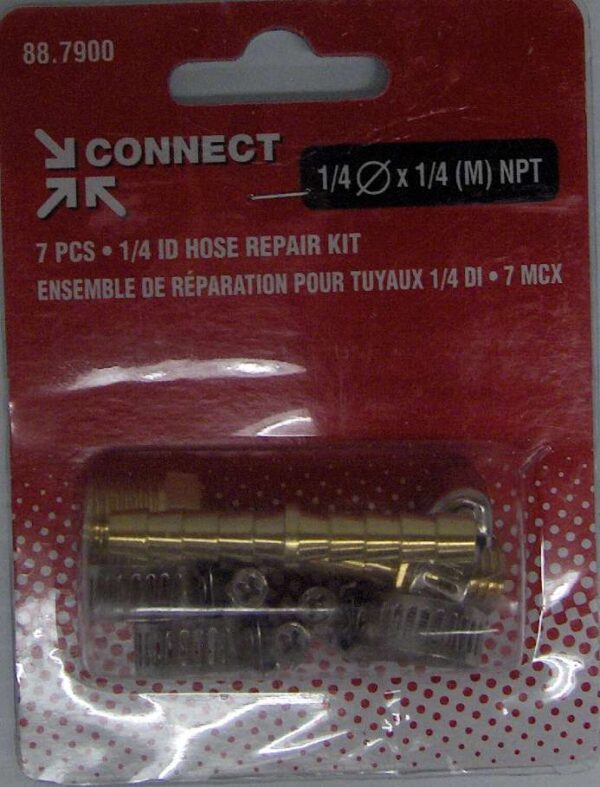 88.7900
CONNECT
1/4 Ø x 1/4 (M) NPT
7 PCS • 1/4 ID HOSE REPAIR KIT
ENSEMBLE DE RÉPARATION POUR TUYAUX 1/4 DI • 7 MCX